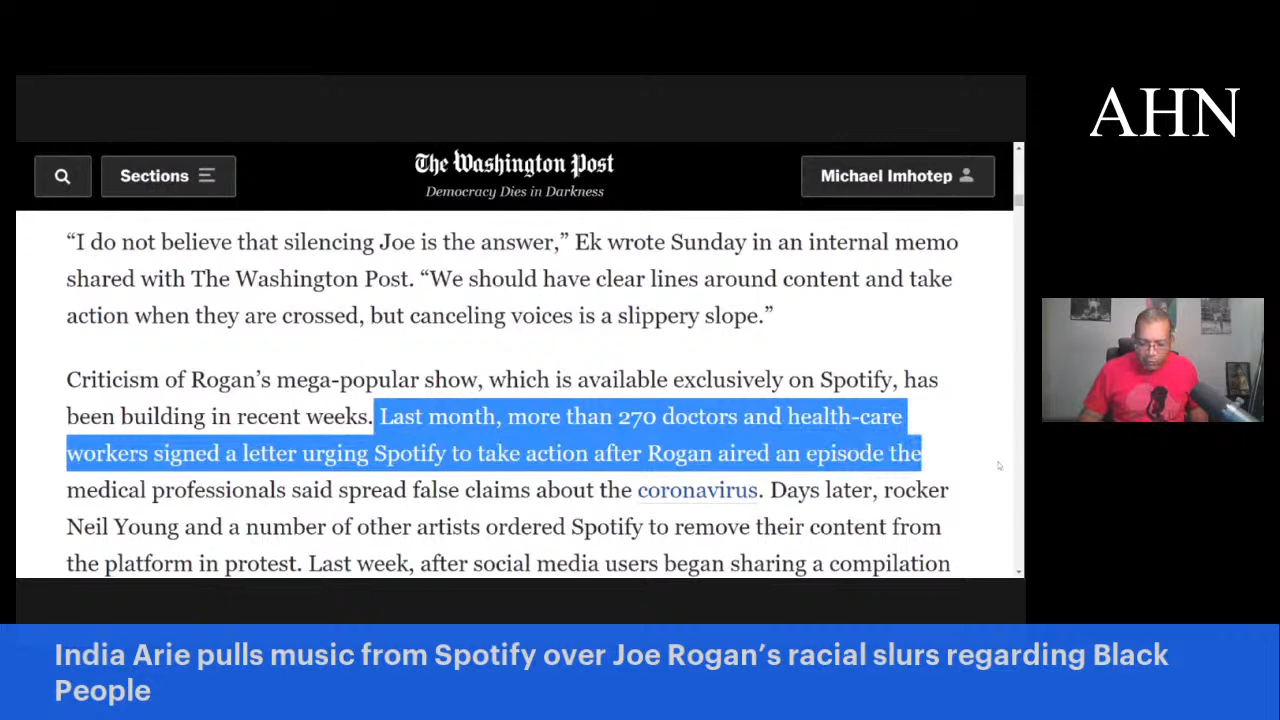 AHN
Sections
The Washington Post
Democracy Dies in Darkness
Michael Imhotep
“I do not believe that silencing Joe is the answer,” Ek wrote Sunday in an internal memo
shared with The Washington Post. “We should have clear lines around content and take
action when they are crossed, but canceling voices is a slippery slope.”
Criticism of Rogan’s mega-popular show, which is available exclusively on Spotify, has
been building in recent weeks. Last month, more than 270 doctors and health-care
workers signed a letter urging Spotify to take action after Rogan aired an episode the
medical professionals said spread false claims about the coronavirus. Days later, rocker
Neil Young and a number of other artists ordered Spotify to remove their content from
the platform in protest. Last week, after social media users began sharing a compilation
India Arie pulls music from Spotify over Joe Rogan’s racial slurs regarding Black
People